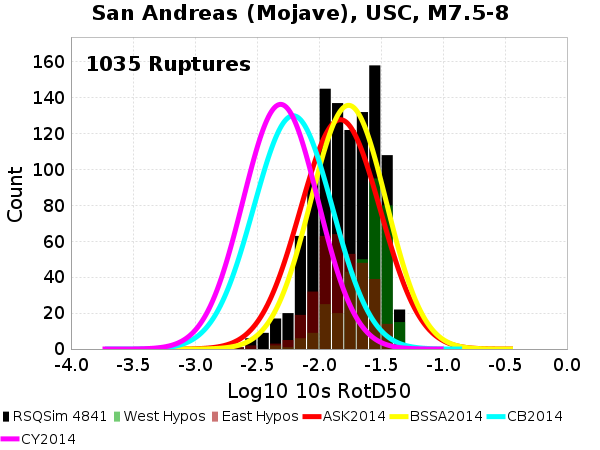 San Andreas (Mojave), USC, M7.5-8
1035 Ruptures
Count
160
140
120
100
80
60
40
20
0
-4.0 -3.5 -3.0 -2.5 -2.0 -1.5 -1.0 -0.5 0.0
Log10 10s RotD50
RSQSim 4841 West Hypos East Hypos ASK2014 BSSA2014 CB2014
CY2014